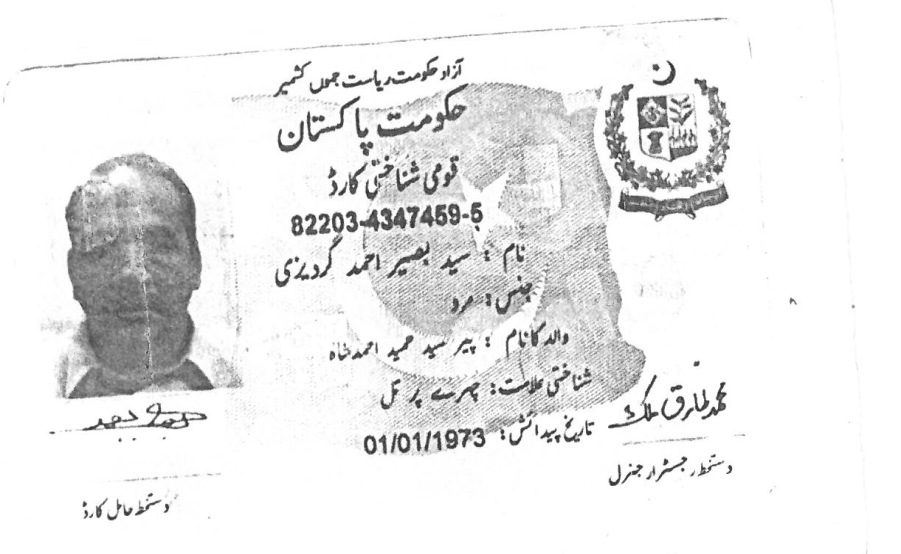 آزاد حکومت ریاست جموں کشمیر
حکومت پاکستان
قومی شناختی کارڈ
82203-4347459-5
نام : سید بصیر احمد گردیزی
جنس : مرد
والد کا نام : پیر سید حمید احمد شاہ
شناختی علامت : چہرے پر تل
تاریخ پیدائش : 01/01/1973
محمد طارق ملک
دستخط رجسٹرار جنرل
دستخط حامل کارڈ